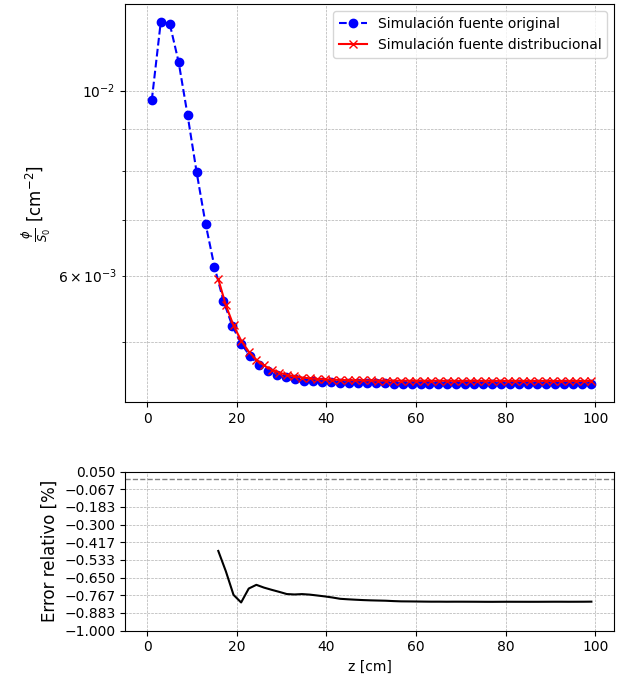 Simulación fuente original
Simulación fuente distribucional
10⁻²
6 × 10⁻³
ϕ/S₀ [cm⁻²]
0 20 40 60 80 100
0.050
−0.067
−0.183
−0.300
−0.417
−0.533
−0.650
−0.767
−0.883
−1.000
Error relativo [%]
0 20 40 60 80 100
z [cm]